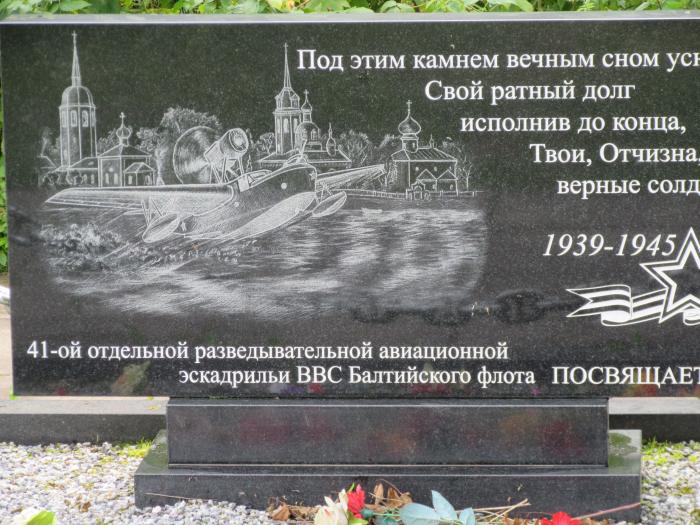 Под этим камнем вечным сном
Свой ратный долг
исполнив до конца,
Твои, Отчизна,
верные
1939-1945
41-ой отдельной разведывательной авиационной
эскадрильи ВВС Балтийского флота ПОСВЯЩАЕТ